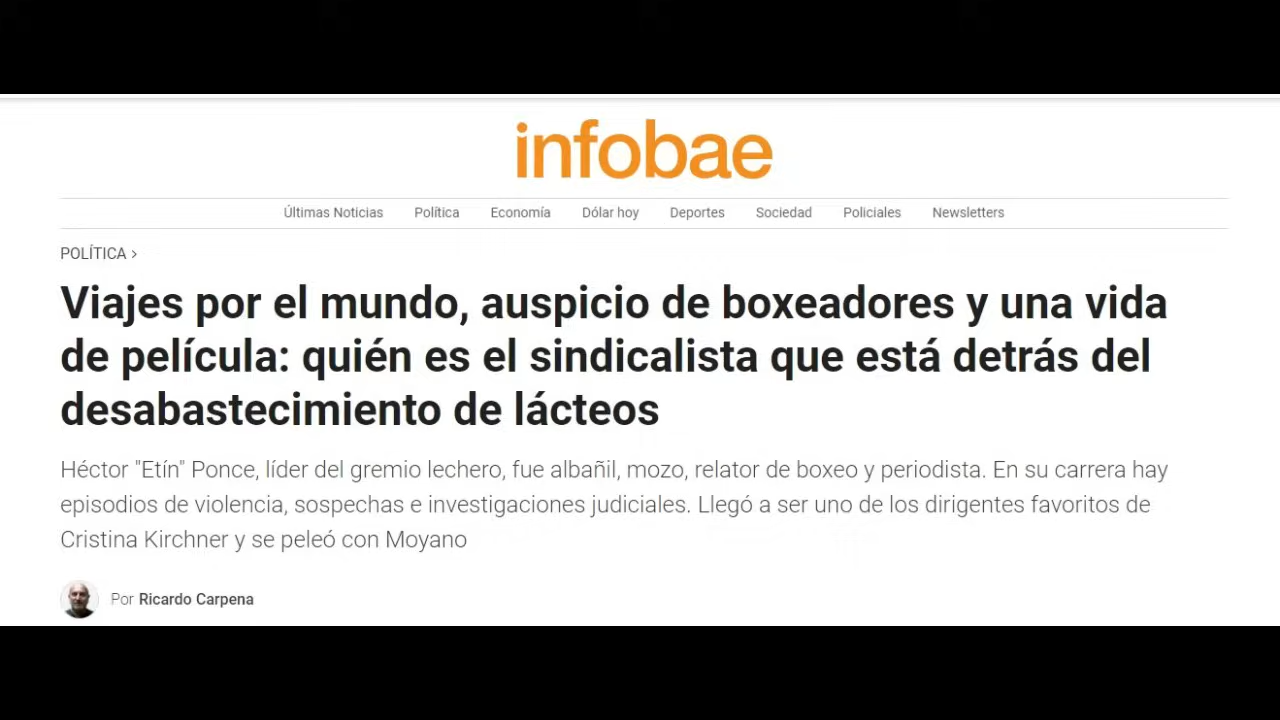 infobae
Últimas Noticias Política Economía Dólar hoy Deportes Sociedad Policiales Newsletters
POLÍTICA >
Viajes por el mundo, auspicio de boxeadores y una vida
de película: quién es el sindicalista que está detrás del
desabastecimiento de lácteos
Héctor "Etín" Ponce, líder del gremio lechero, fue albañil, mozo, relator de boxeo y periodista. En su carrera hay
episodios de violencia, sospechas e investigaciones judiciales. Llegó a ser uno de los dirigentes favoritos de
Cristina Kirchner y se peleó con Moyano
Por Ricardo Carpena